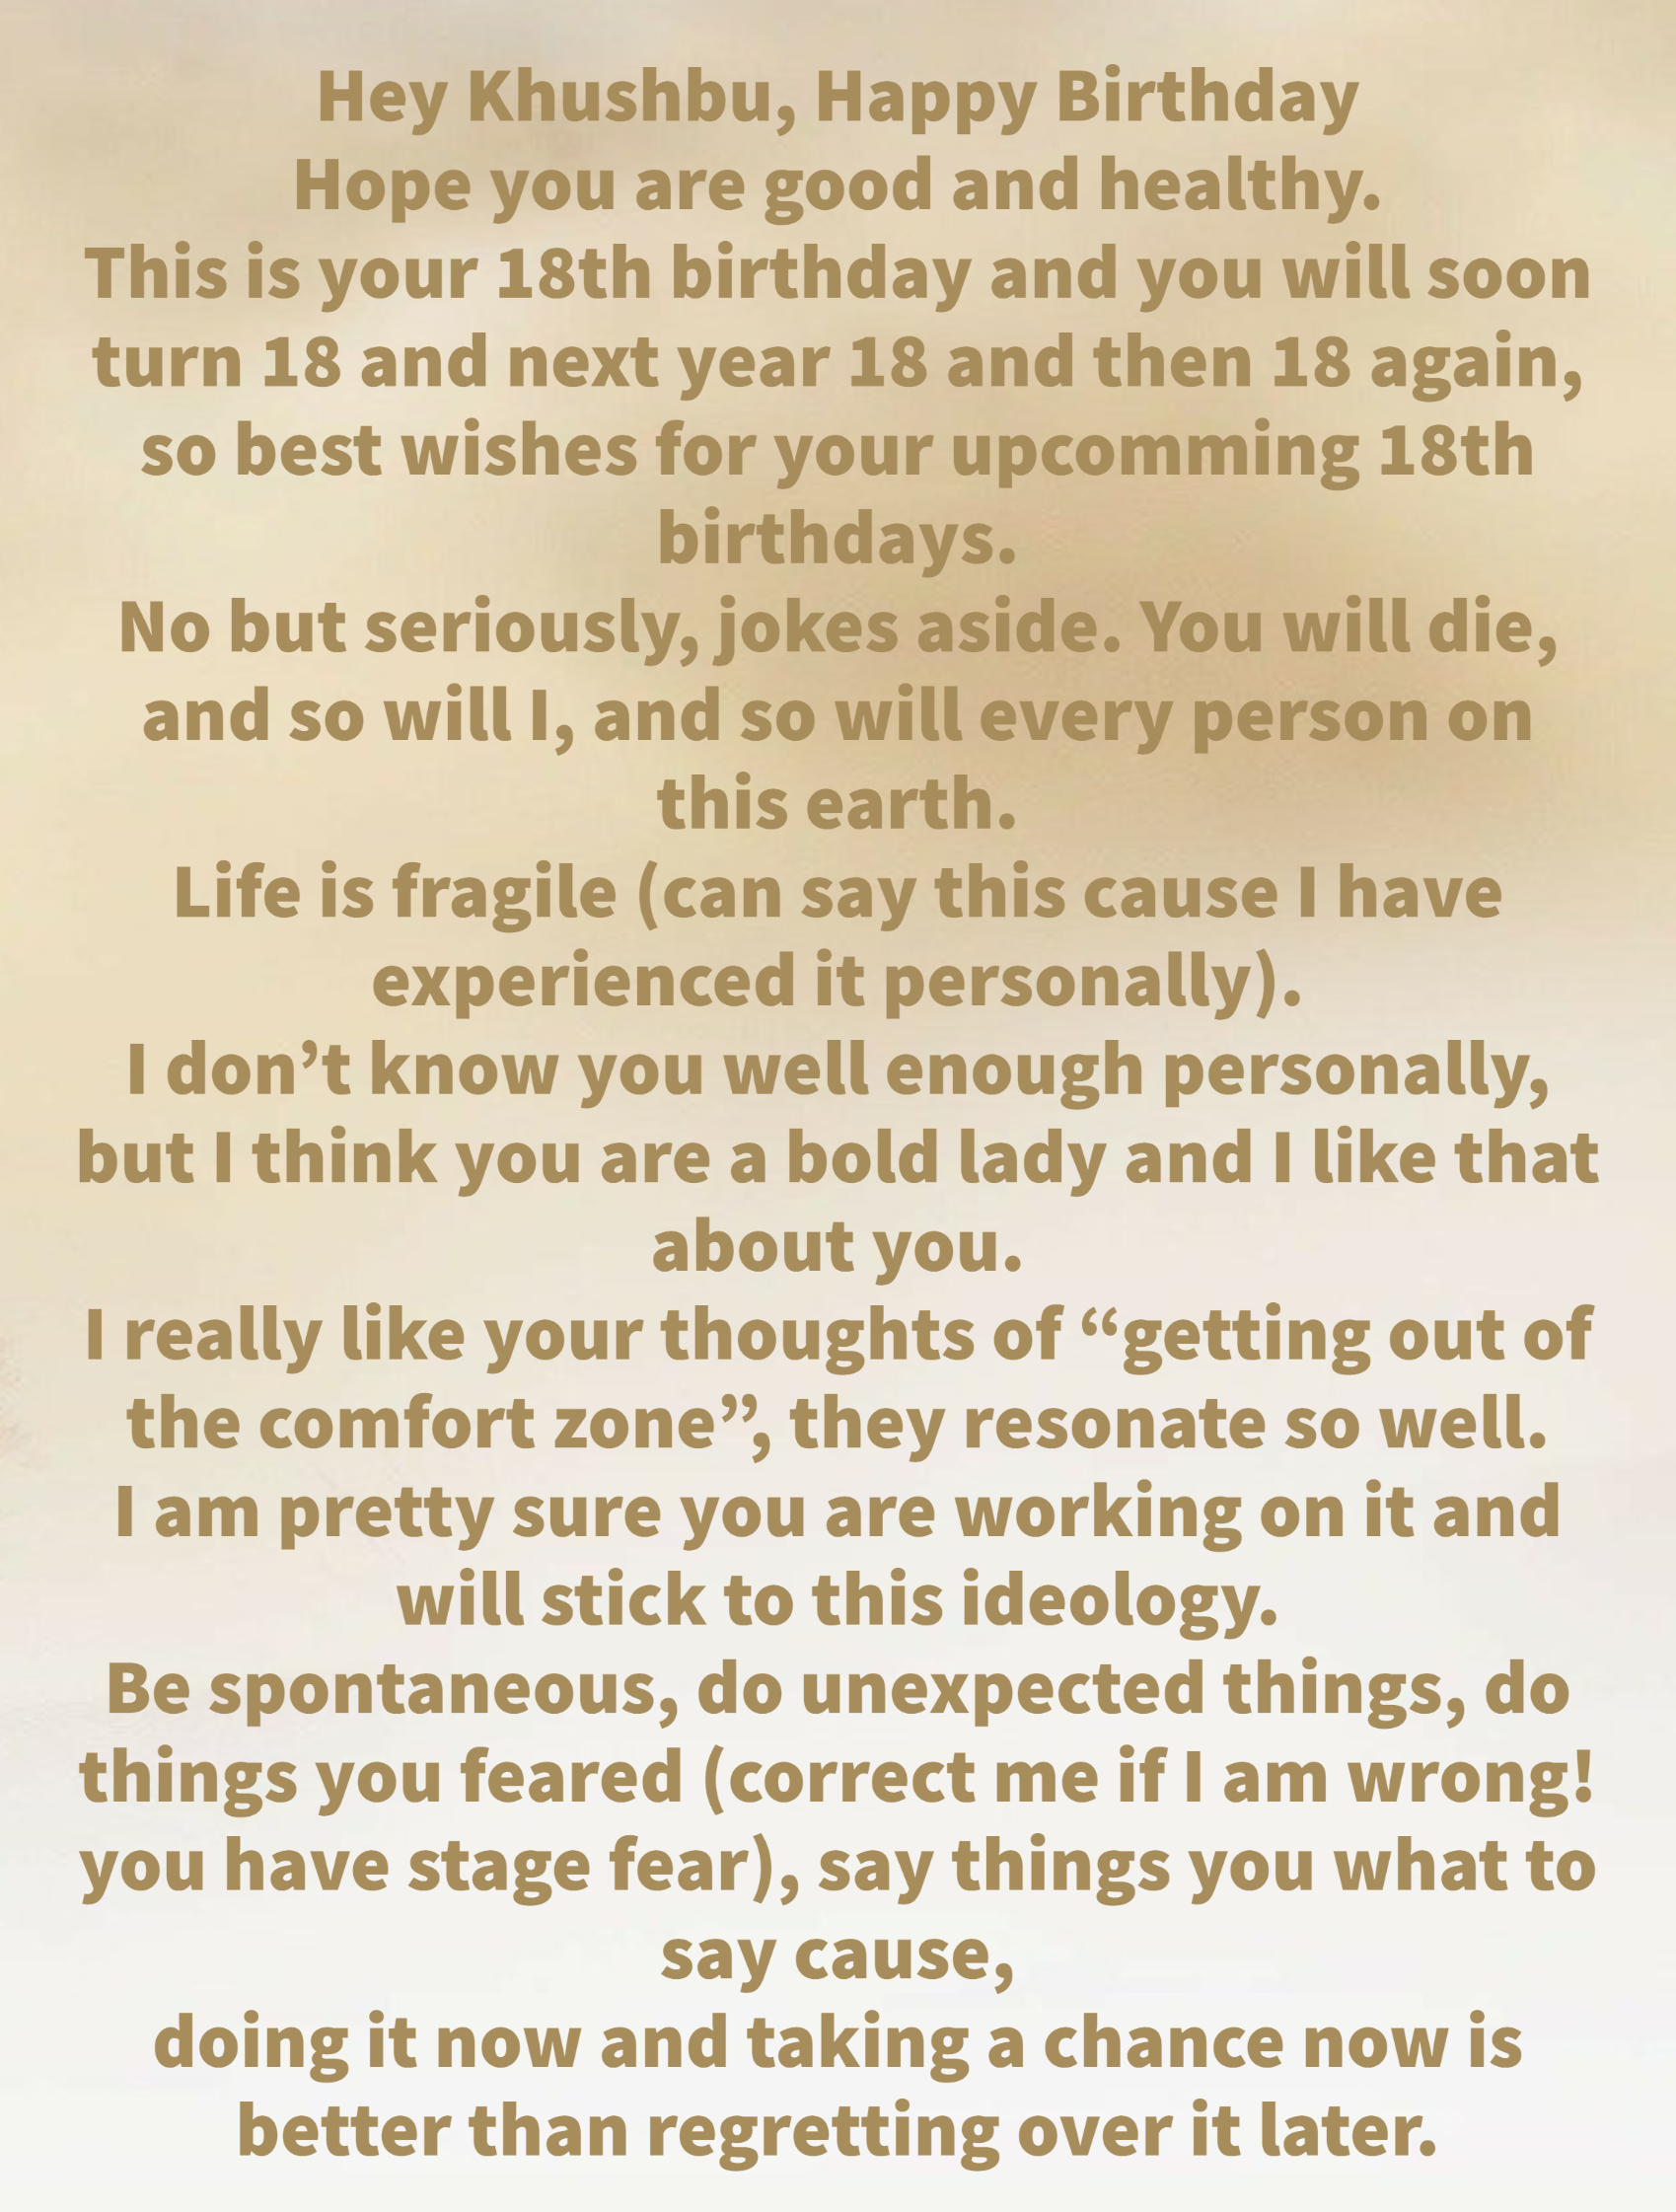 Hey Khushbu, Happy Birthday
Hope you are good and healthy.
This is your 18th birthday and you will soon
turn 18 and next year 18 and then 18 again,
so best wishes for your upcomming 18th
birthdays.
No but seriously, jokes aside. You will die,
and so will I, and so will every person on
this earth.
Life is fragile (can say this cause I have
experienced it personally).
I don’t know you well enough personally,
but I think you are a bold lady and I like that
about you.
I really like your thoughts of “getting out of
the comfort zone”, they resonate so well.
I am pretty sure you are working on it and
will stick to this ideology.
Be spontaneous, do unexpected things, do
things you feared (correct me if I am wrong!
you have stage fear), say things you what to
say cause,
doing it now and taking a chance now is
better than regretting over it later.